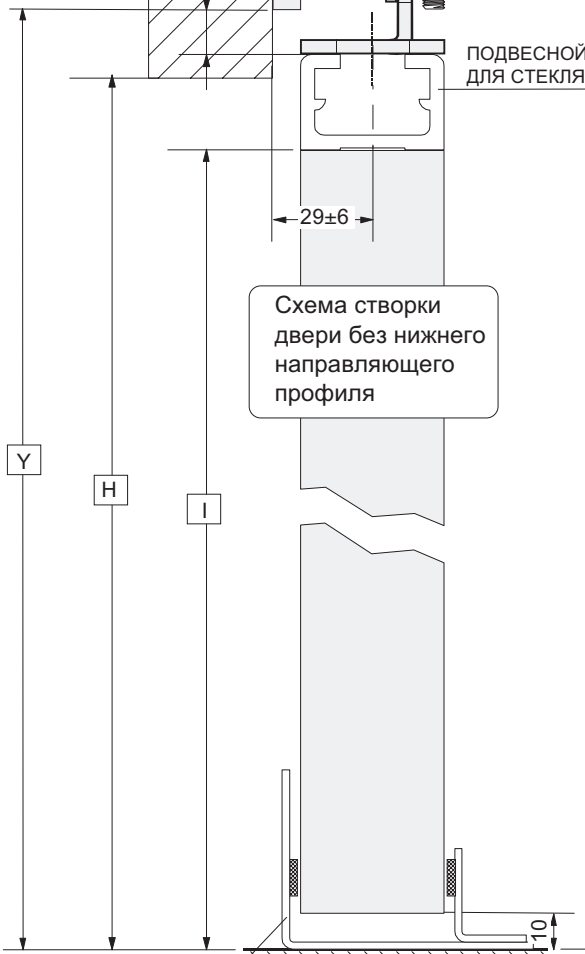 ПОДВЕСНОЙ
ДЛЯ СТЕКЛЯ
29±6
Схема створки
двери без нижнего
направляющего
профиля
Y
H
I
10